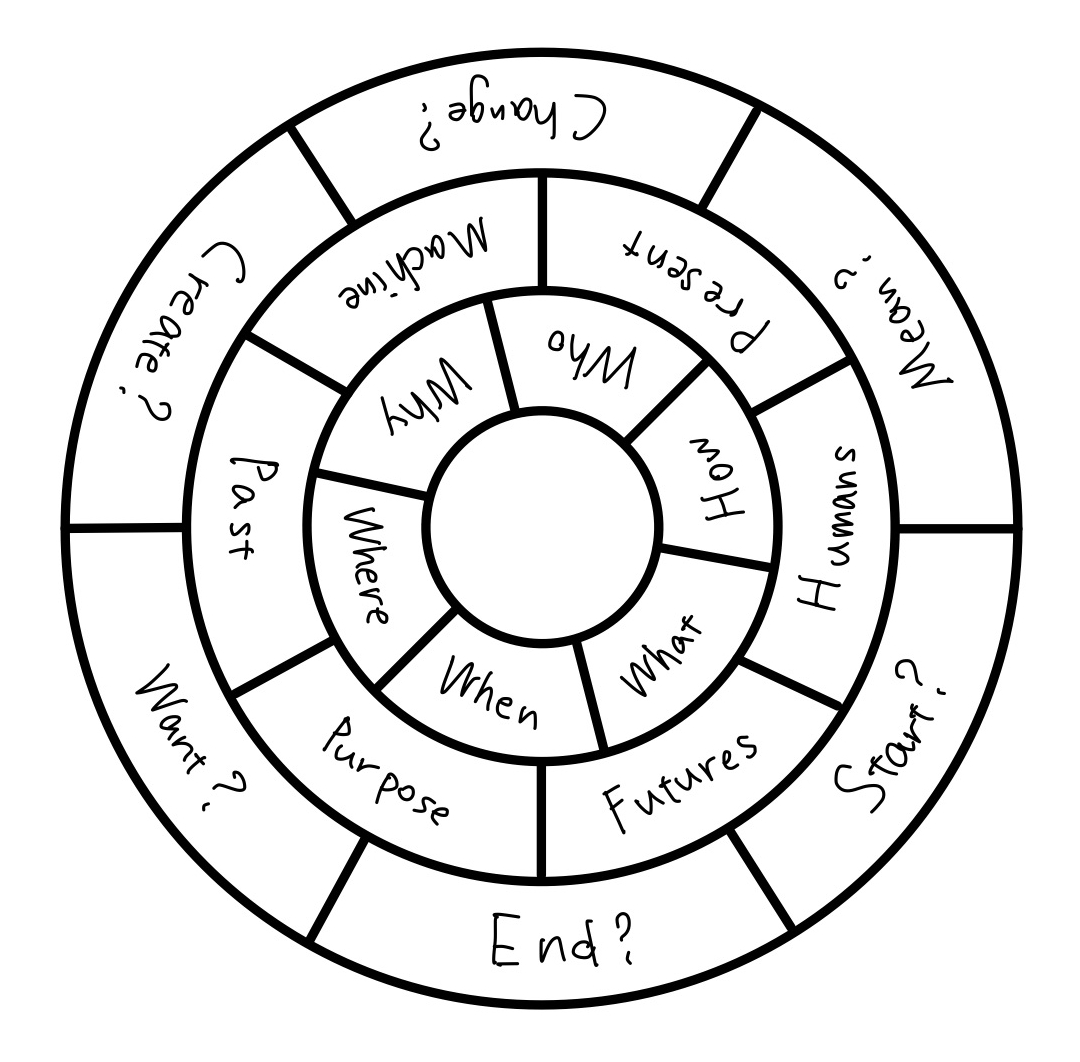 Change?
Mean?
Start?
End?
Want?
Create?
Machine
Present
Humans
Futures
Purpose
Past
Why
Who
How
What
When
Where